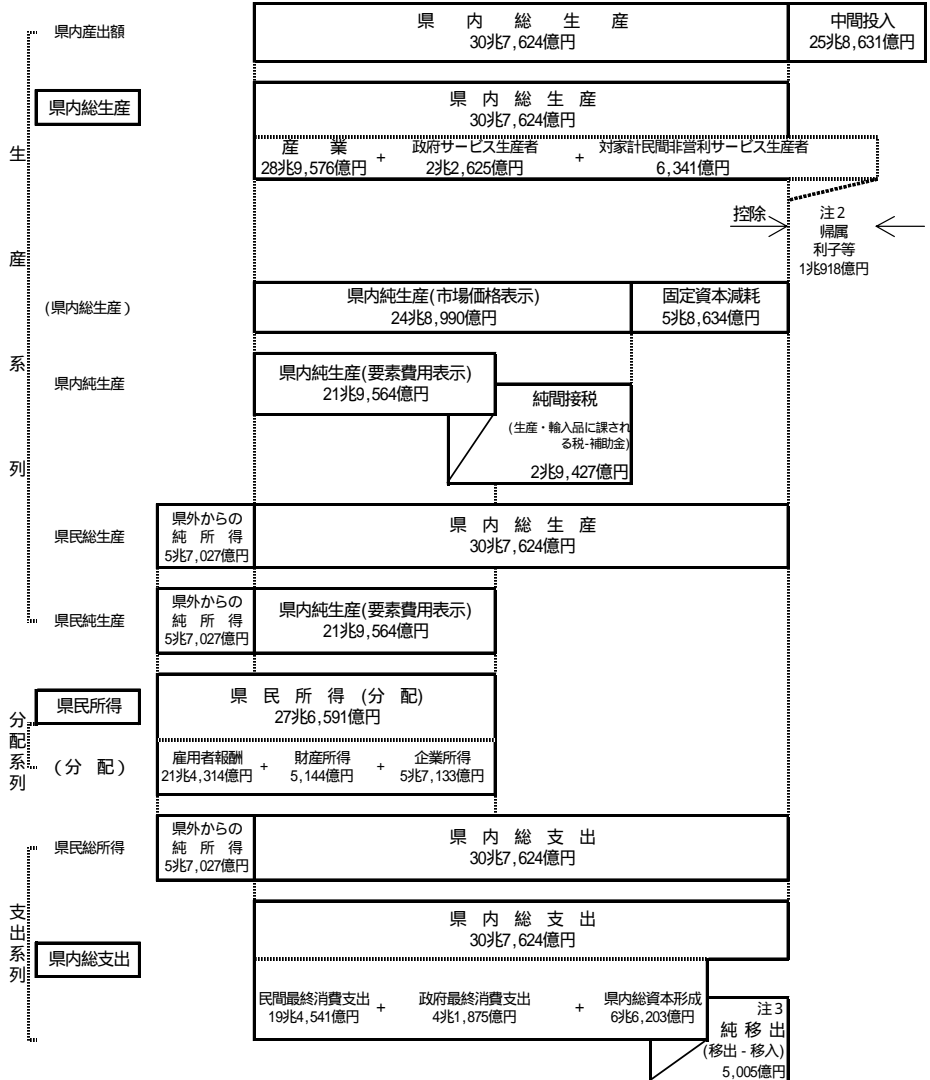 県内産出額
県内総生産
30兆7,624億円
中間投入
25兆8,631億円
県内総生産
県内総生産
30兆7,624億円
産業
28兆9,576億円
+
政府サービス生産者
2兆2,625億円
+
対家計民間非営利サービス生産者
6,341億円
控除
注2
帰属
利子等
1兆918億円
生産系列
(県内総生産)
県内純生産(市場価格表示)
24兆8,990億円
固定資本減耗
5兆8,634億円
県内純生産
県内純生産(要素費用表示)
21兆9,564億円
純間接税
(生産・輸入品に課され
る税-補助金)
2兆9,427億円
県民総生産
県外からの
純所得
5兆7,027億円
県内総生産
30兆7,624億円
県民純生産
県外からの
純所得
5兆7,027億円
県内純生産(要素費用表示)
21兆9,564億円
分配系列
県民所得
(分配)
県民所得(分配)
27兆6,591億円
雇用者報酬
21兆4,314億円
+
財産所得
5,144億円
+
企業所得
5兆7,133億円
支出系列
県民総所得
県外からの
純所得
5兆7,027億円
県内総支出
30兆7,624億円
県内総支出
県内総支出
30兆7,624億円
民間最終消費支出
19兆4,541億円
+
政府最終消費支出
4兆1,875億円
+
県内総資本形成
6兆6,203億円
注3
純移出
(移出-移入)
5,005億円